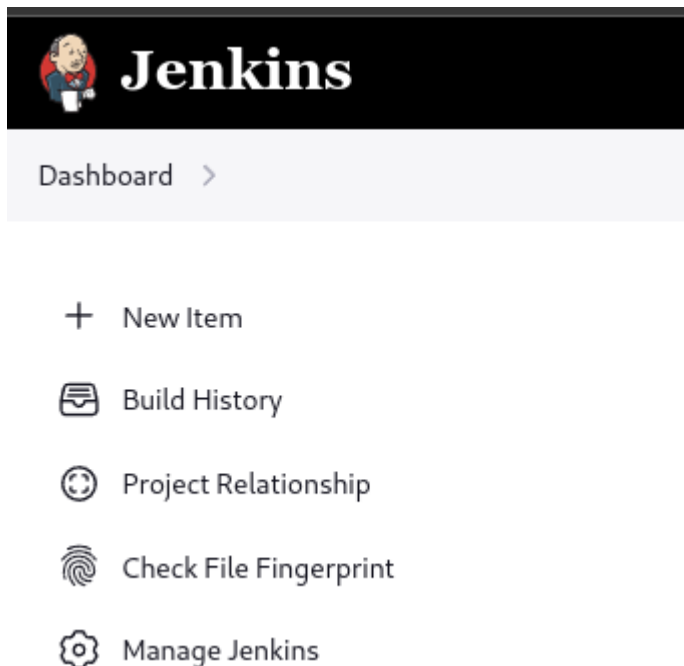 Jenkins
Dashboard
New Item
Build History
Project Relationship
Check File Fingerprint
Manage Jenkins